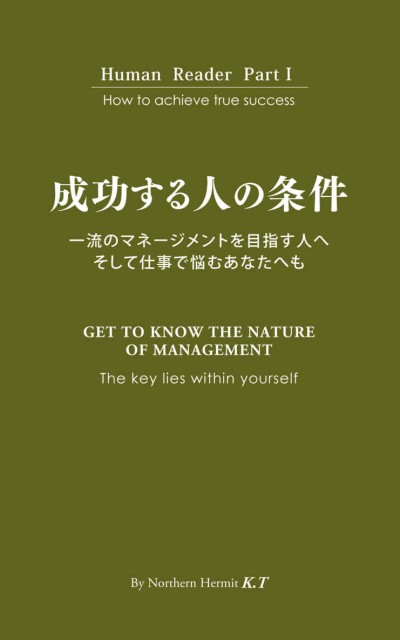 Human Reader Part I
How to achieve true success
成功する人の条件
一流のマネージメントを目指す人へ
そして仕事で悩むあなたへも
GET TO KNOW THE NATURE
OF MANAGEMENT
The key lies within yourself
By Northern Hermit K.T